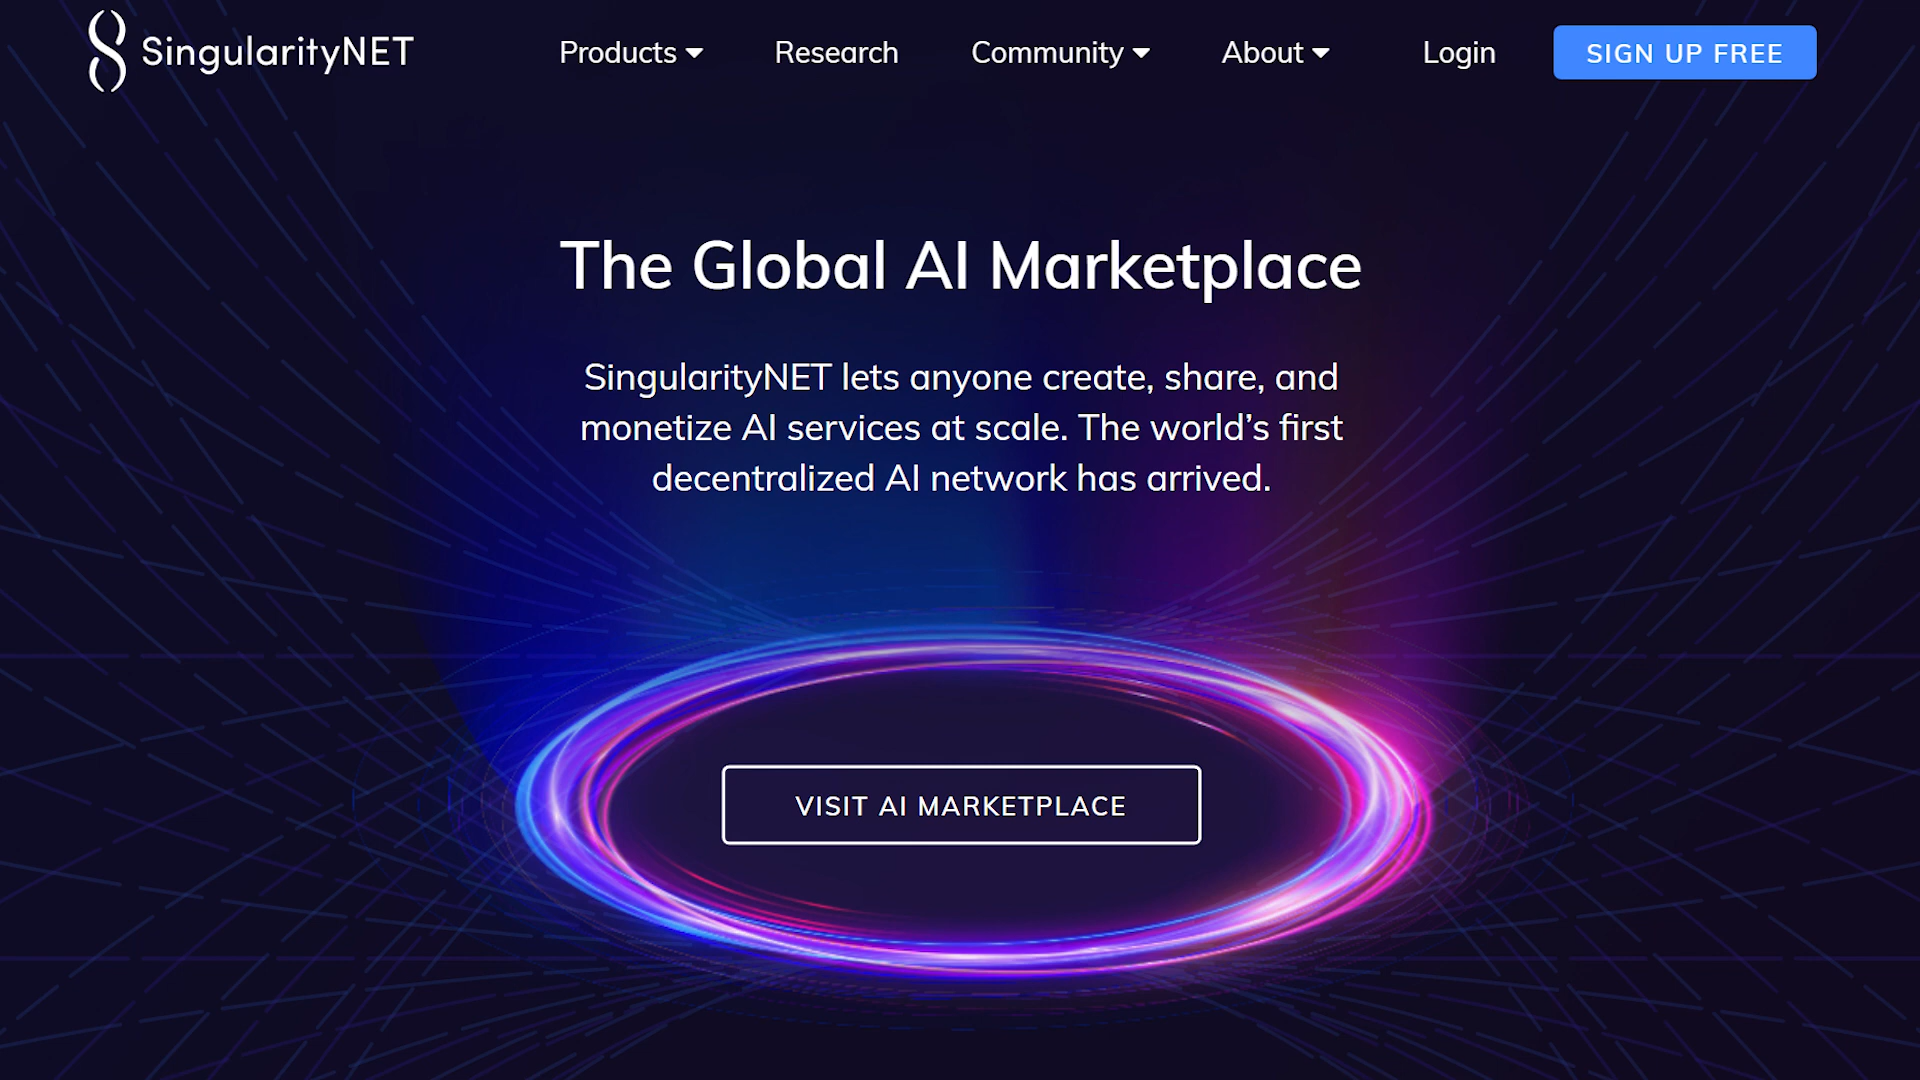 SingularityNET
Products
Research
Community
About
Login
SIGN UP FREE
The Global AI Marketplace
SingularityNET lets anyone create, share, and
monetize AI services at scale. The world’s first
decentralized AI network has arrived.
VISIT AI MARKETPLACE